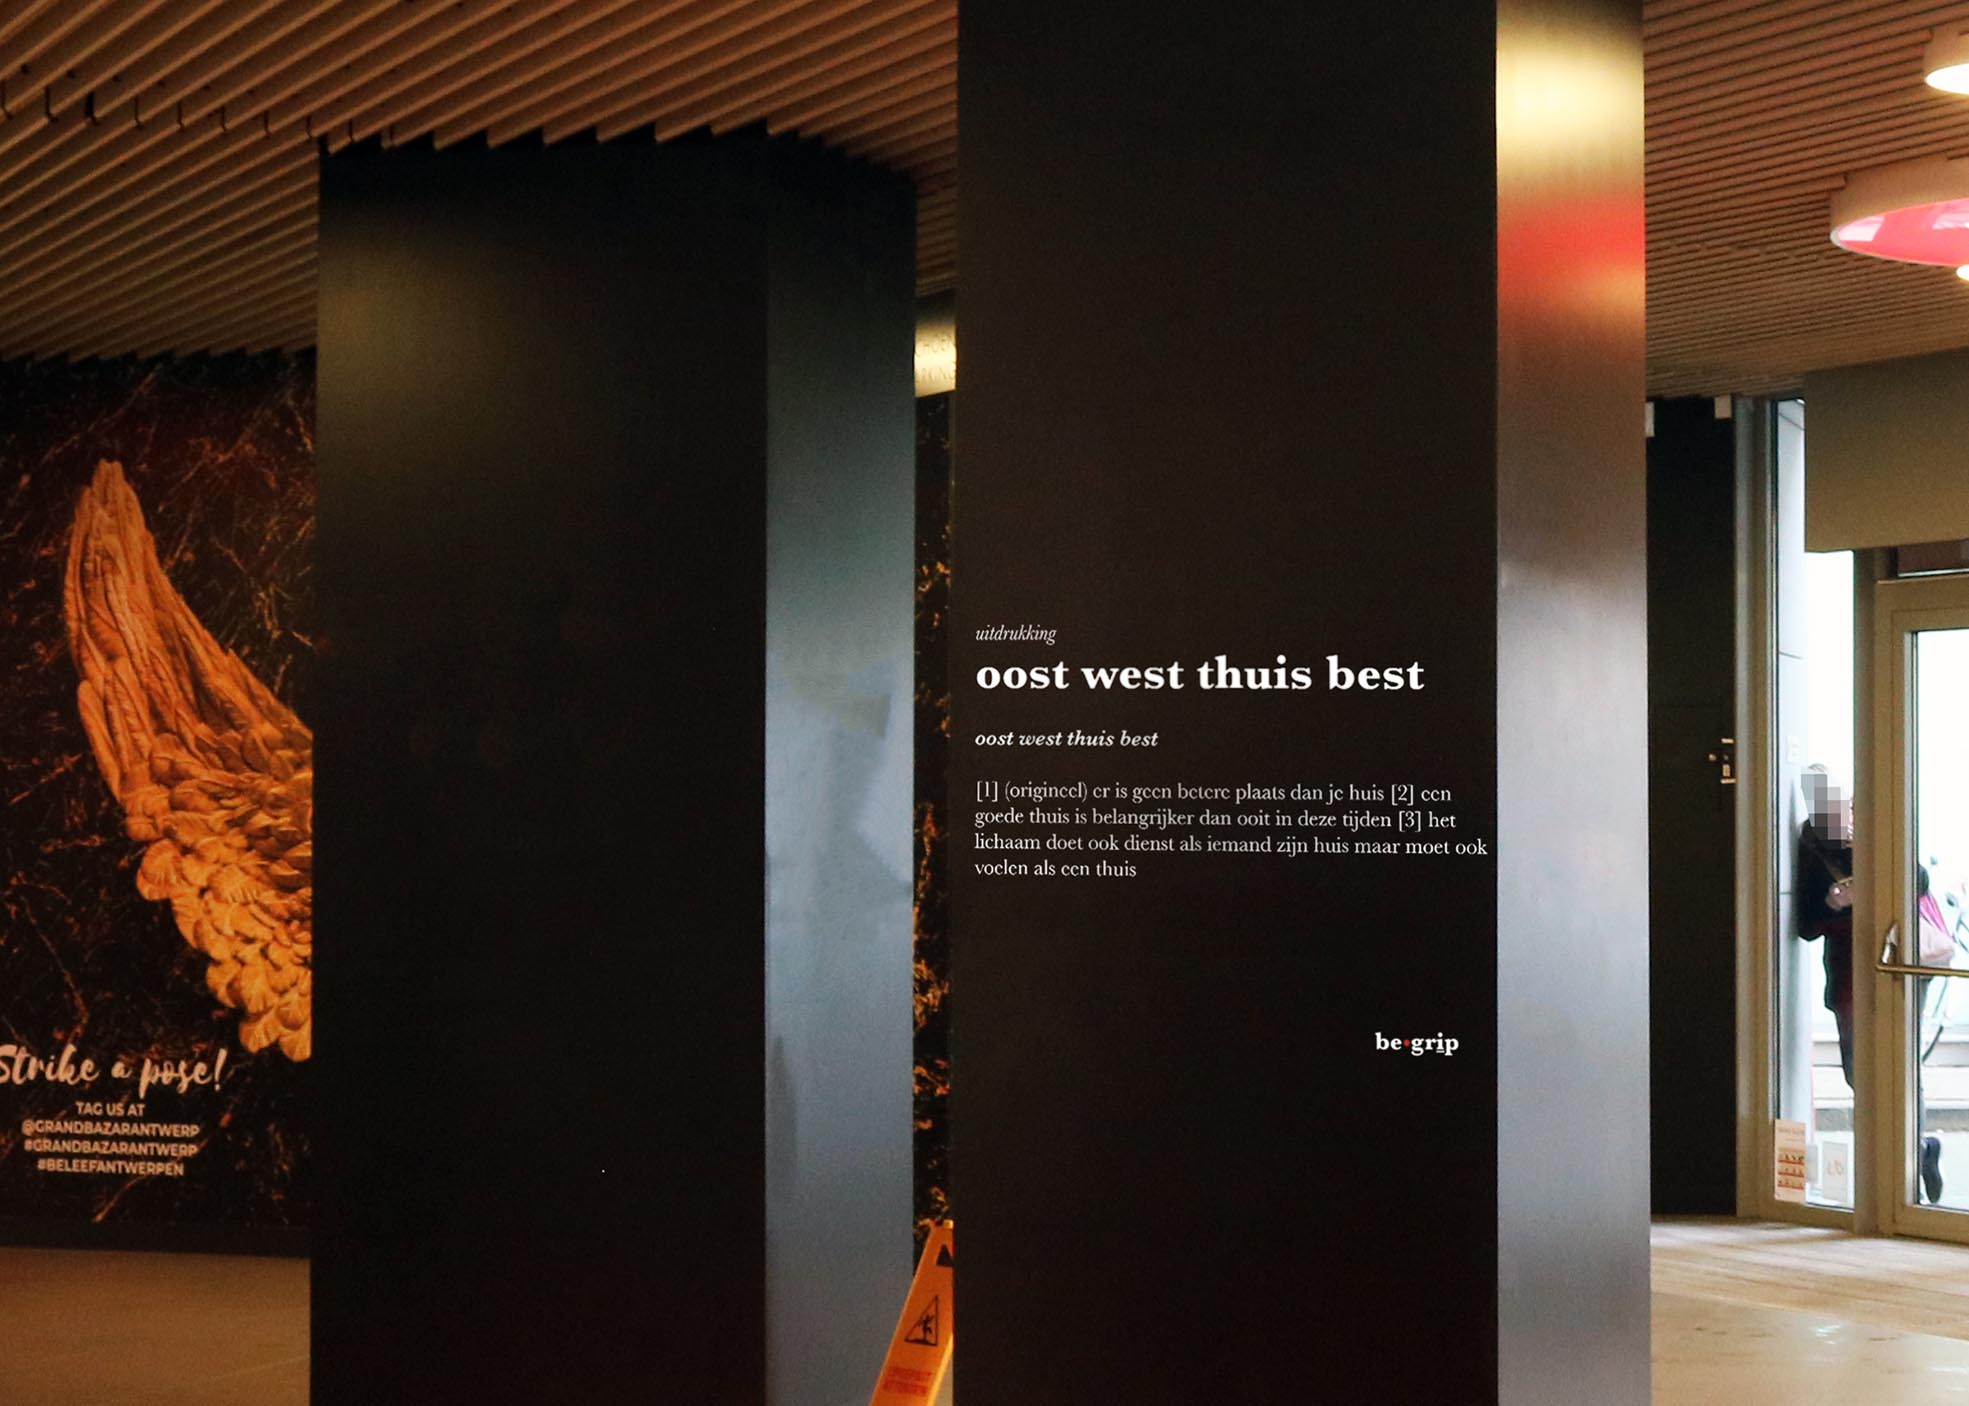 uitdrukking
oost west thuis best
oost west thuis best
[1] (origineel) er is geen betere plaats dan je huis [2] een
goede thuis is belangrijker dan ooit in deze tijden [3] het
lichaam doet ook dienst als iemand zijn huis maar moet ook
voelen als een thuis
be•grip
Strike a pose!
TAG US AT
@GRANDBAZARANTWERP
#GRANDBAZARANTWERP
#BELEEFANTWERPEN